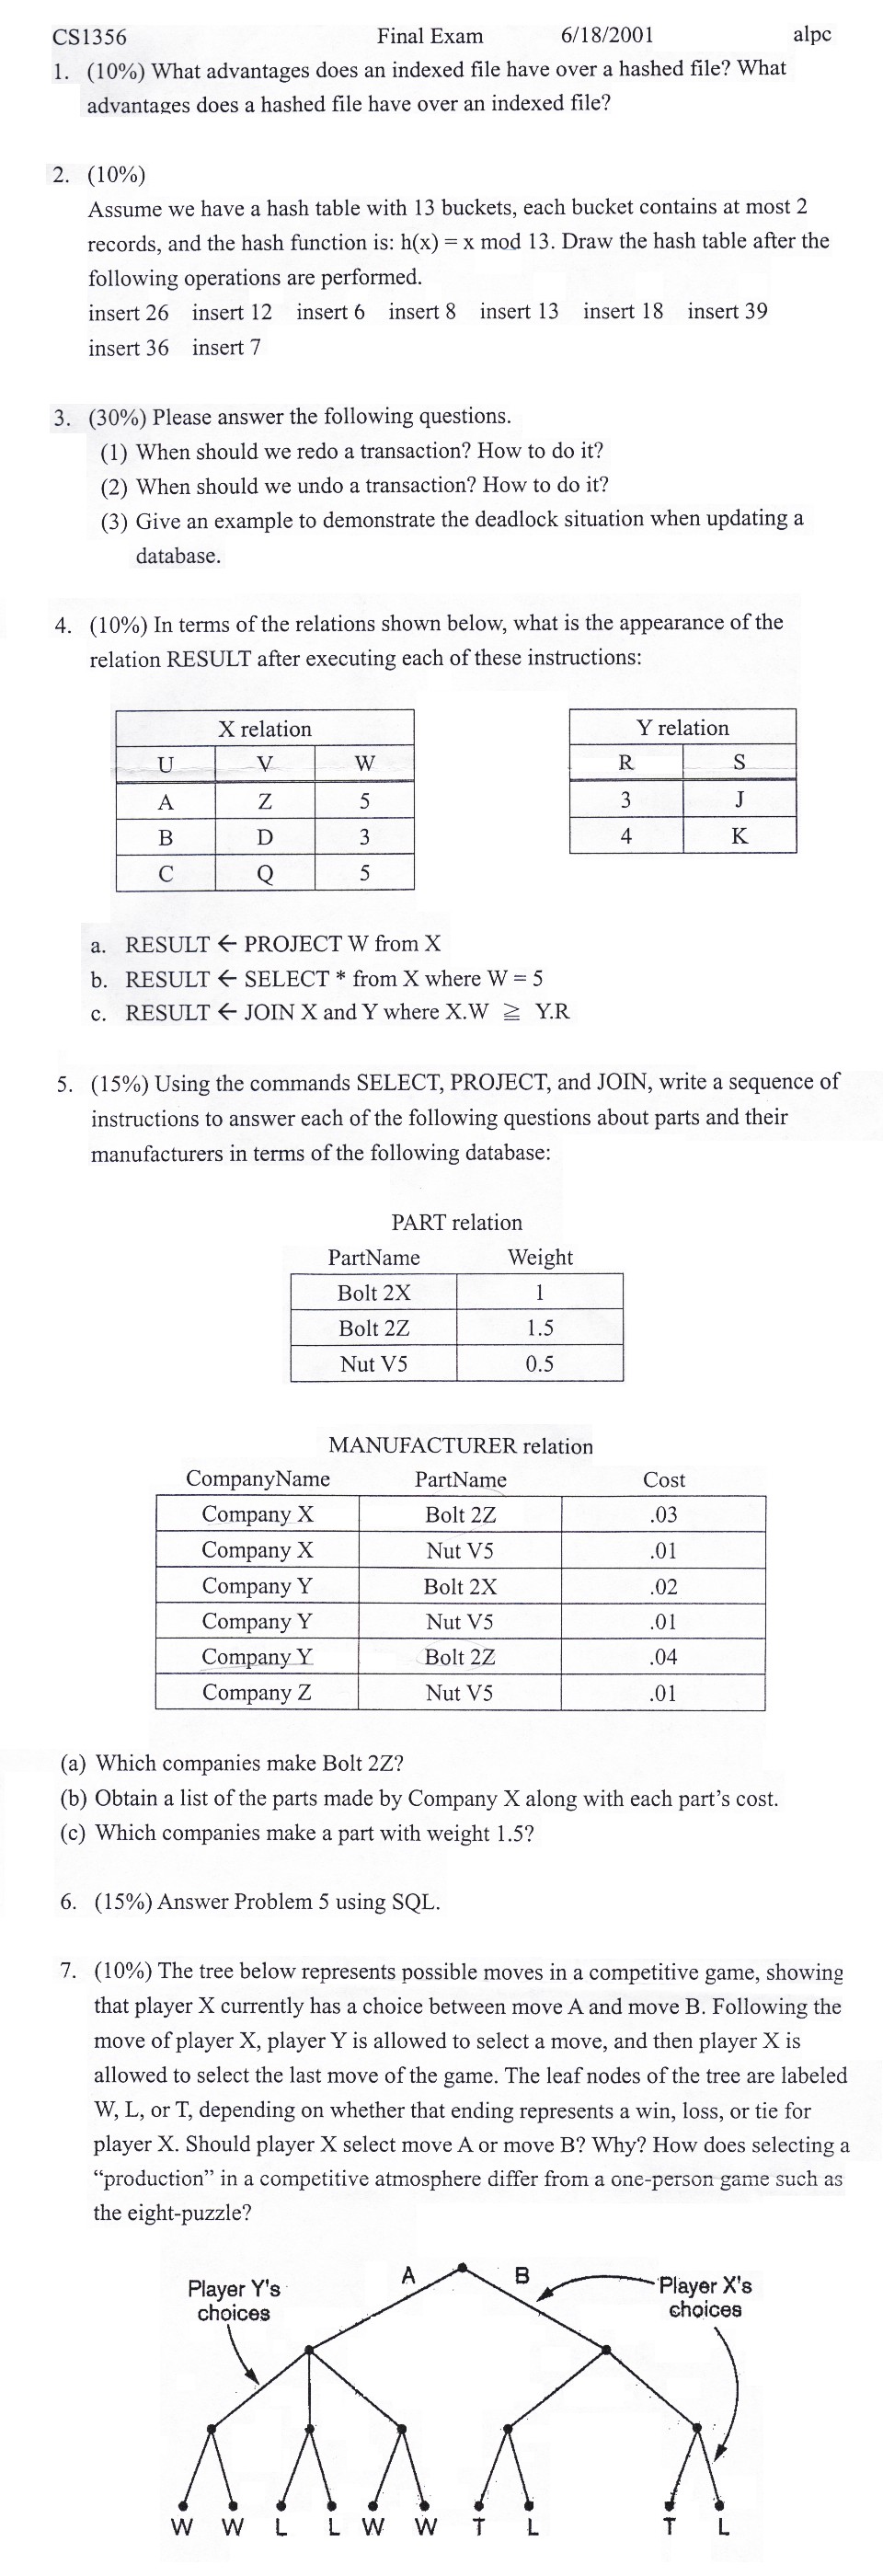 CS1356 Final Exam 6/18/2001 alpc
1. (10%) What advantages does an indexed file have over a hashed file? What
advantages does a hashed file have over an indexed file?
2. (10%)
Assume we have a hash table with 13 buckets, each bucket contains at most 2
records, and the hash function is: h(x) = x mod 13. Draw the hash table after the
following operations are performed.
insert 26 insert 12 insert 6 insert 8 insert 13 insert 18 insert 39
insert 36 insert 7
3. (30%) Please answer the following questions.
(1) When should we redo a transaction? How to do it?
(2) When should we undo a transaction? How to do it?
(3) Give an example to demonstrate the deadlock situation when updating a
database.
4. (10%) In terms of the relations shown below, what is the appearance of the
relation RESULT after executing each of these instructions:
X relation Y relation
U V W R S
A Z 5 3 J
B D 3 4 K
C Q 5
a. RESULT ← PROJECT W from X
b. RESULT ← SELECT * from X where W = 5
c. RESULT ← JOIN X and Y where X.W ≧ Y.R
5. (15%) Using the commands SELECT, PROJECT, and JOIN, write a sequence of
instructions to answer each of the following questions about parts and their
manufacturers in terms of the following database:
PART relation
PartName Weight
Bolt 2X 1
Bolt 2Z 1.5
Nut V5 0.5
MANUFACTURER relation
CompanyName PartName Cost
Company X Bolt 2Z .03
Company X Nut V5 .01
Company Y Bolt 2X .02
Company Y Nut V5 .01
Company Y Bolt 2Z .04
Company Z Nut V5 .01
(a) Which companies make Bolt 2Z?
(b) Obtain a list of the parts made by Company X along with each part's cost.
(c) Which companies make a part with weight 1.5?
6. (15%) Answer Problem 5 using SQL.
7. (10%) The tree below represents possible moves in a competitive game, showing
that player X currently has a choice between move A and move B. Following the
move of player X, player Y is allowed to select a move, and then player X is
allowed to select the last move of the game. The leaf nodes of the tree are labeled
W, L, or T, depending on whether that ending represents a win, loss, or tie for
player X. Should player X select move A or move B? Why? How does selecting a
“production” in a competitive atmosphere differ from a one-person game such as
the eight-puzzle?
A B
Player Y's Player X's
choices choices
W W L L W W T L T L